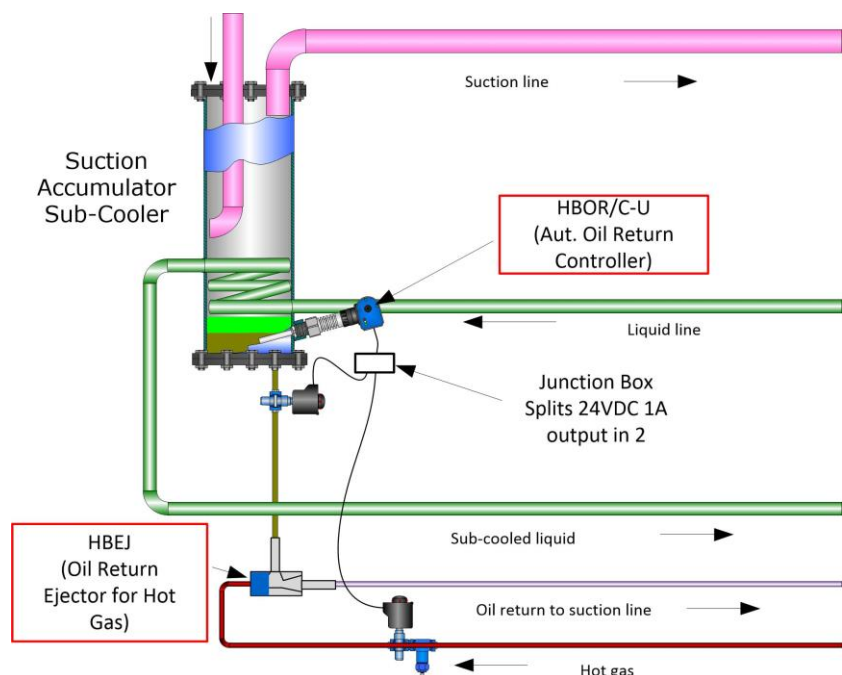 Suction line
Suction
Accumulator
Sub-Cooler
HBOR/C-U
(Aut. Oil Return
Controller)
Liquid line
Junction Box
Splits 24VDC 1A
output in 2
Sub-cooled liquid
HBEJ
(Oil Return
Ejector for Hot
Gas)
Oil return to suction line
Hot gas